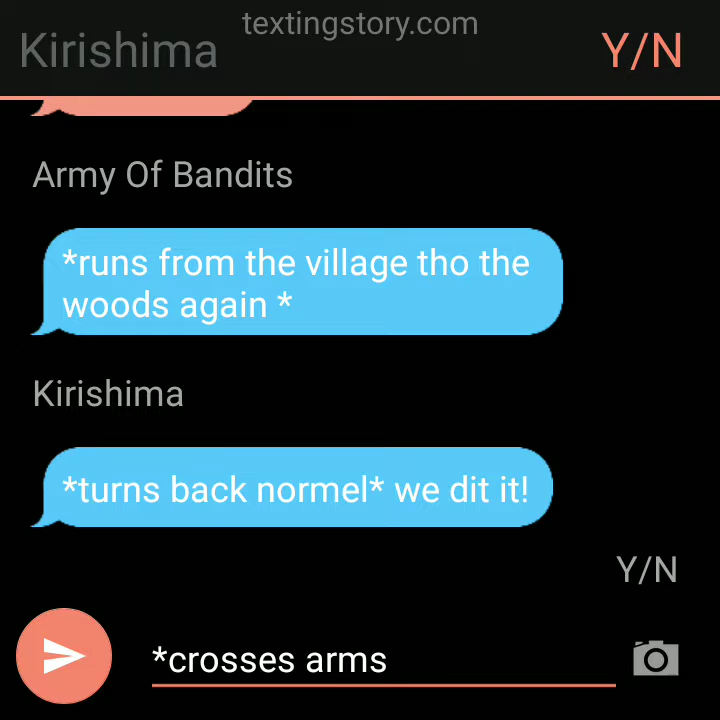 textingstory.com
Kirishima
Y/N
Army Of Bandits
*runs from the village tho the
woods again *
Kirishima
*turns back normel* we dit it!
Y/N
*crosses arms